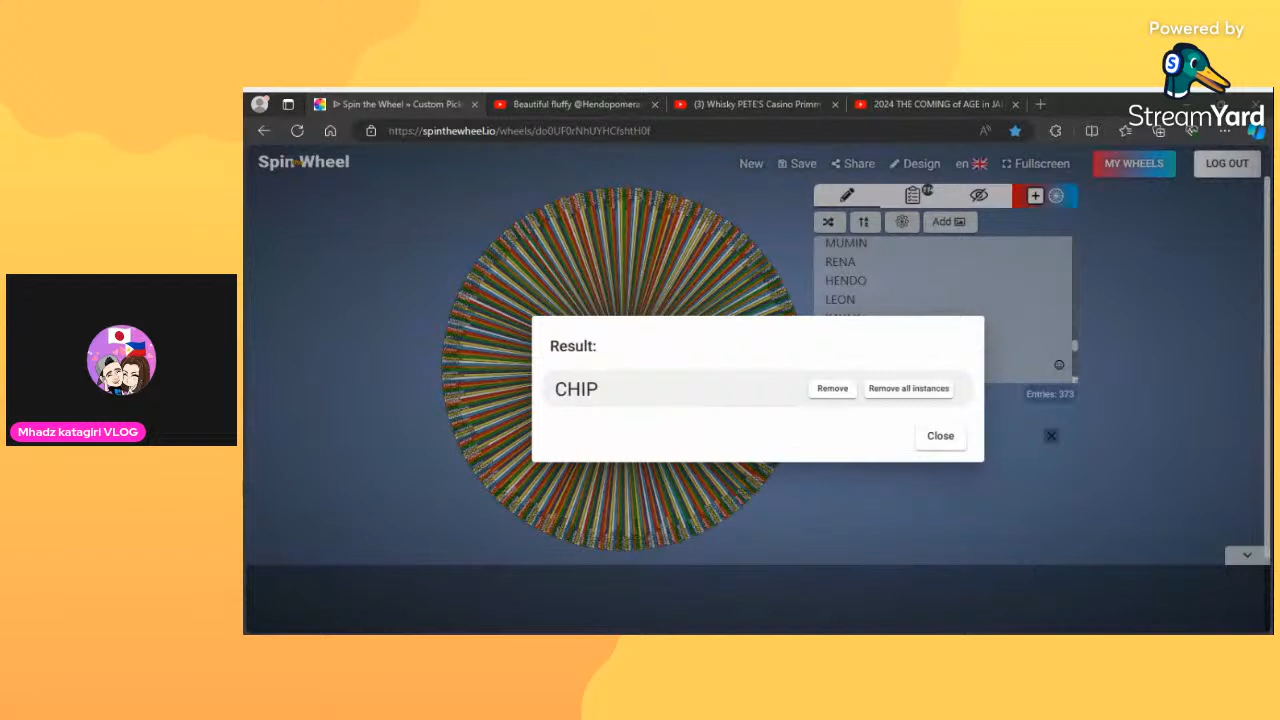 Powered by
StreamYard
Spin the Wheel » Custom Pick
Beautiful fluffy @Hendopomera
(3) Whisky PETE'S Casino Primm
2024 THE COMING of AGE in JA
https://spinthewheel.io/wheels/
Spin Wheel
New
Save
Share
Design
en
Fullscreen
MY WHEELS
LOG OUT
Add
MUMIN
RENA
HENDO
LEON
Result:
CHIP
Remove
Remove all instances
Close
Entries: 373
Mhadz katagiri VLOG